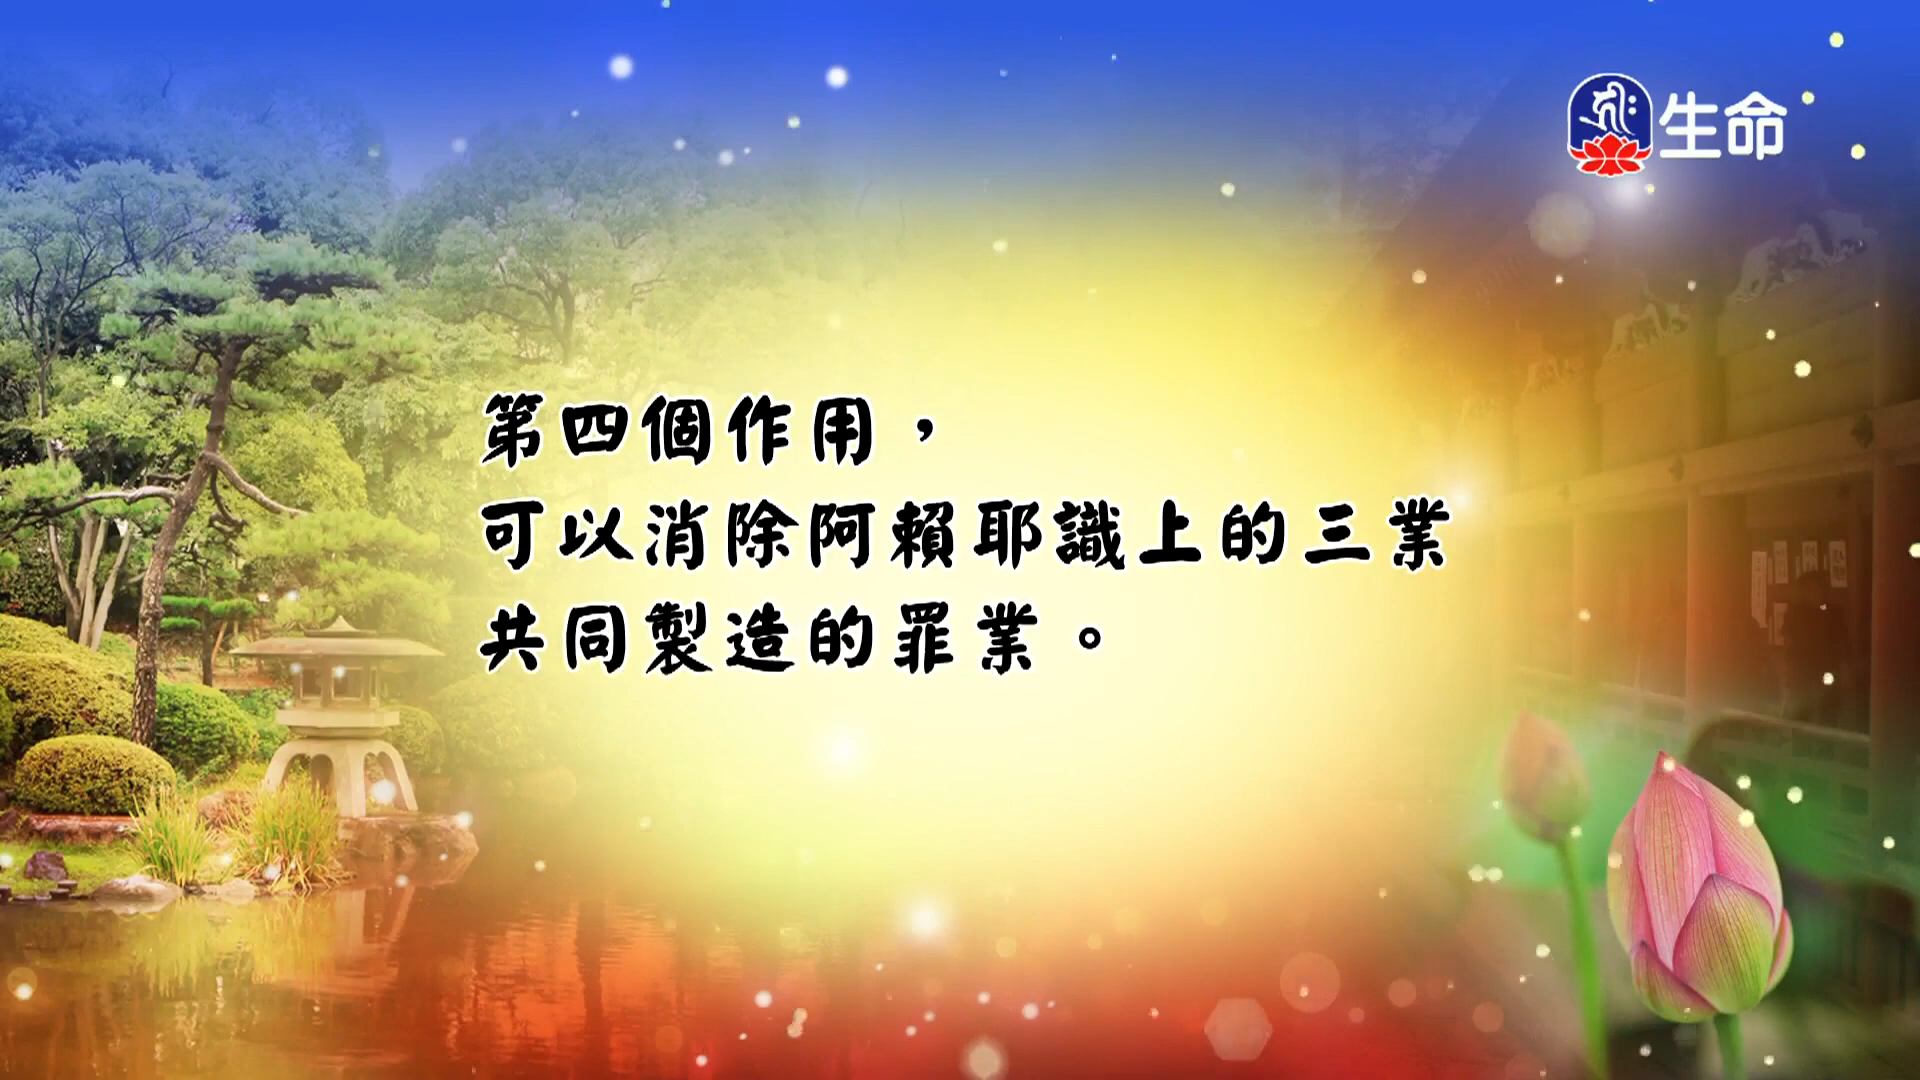 生命
第四個作用，
可以消除阿賴耶識上的三業
共同製造的罪業。